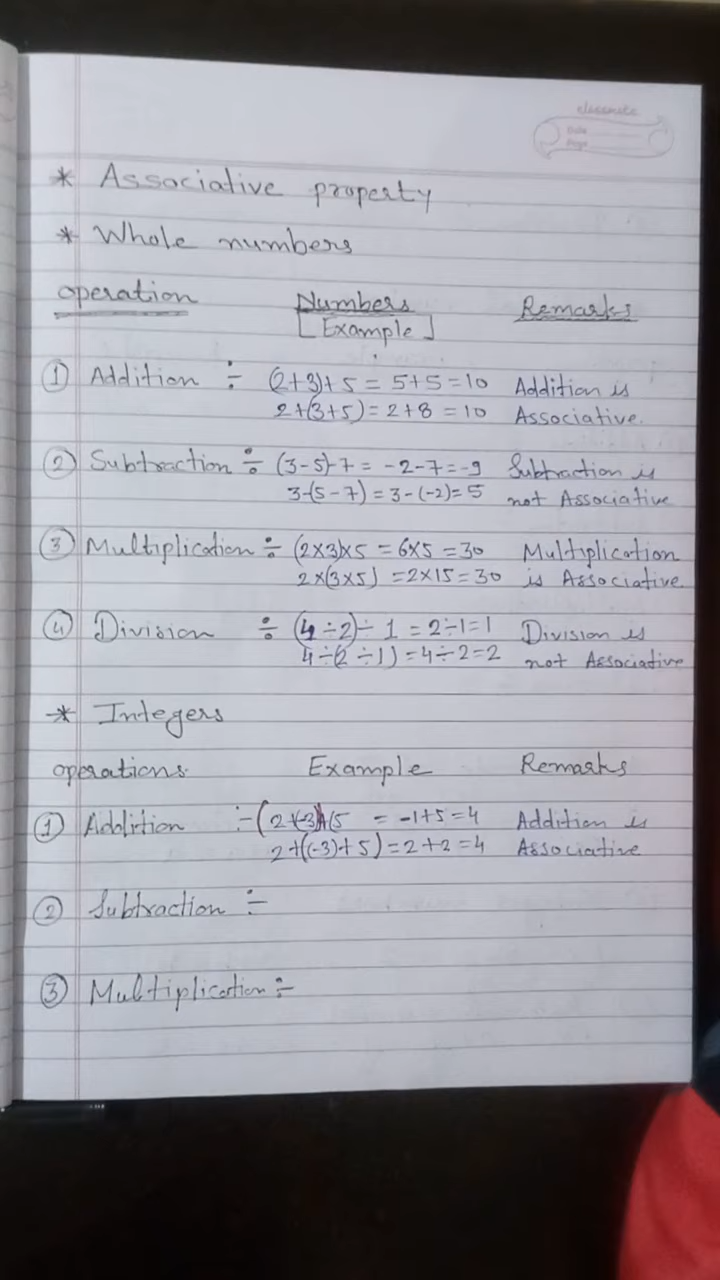 classmate
Date
Page
* Associative property
* Whole numbers
operation Numbers Remarks
[Example]
① Addition ÷ (2+3)+5 = 5+5=10 Addition is
2+(3+5)=2+8=10 Associative.
② Subtraction ÷ (3-5)-7 = -2-7=-9 Subtraction is
3-(5-7)=3-(-2)=5 not Associative
③ Multiplication ÷ (2×3)×5 = 6×5=30 Multiplication
2×(3×5)=2×15=30 is Associative
④ Division ÷ (4÷2)÷1 = 2÷1=1 Division is
4÷(2÷1)=4÷2=2 not Associative
* Integers
operations Example Remarks
① Addition :- (2+(-3)+(5 = -1+5=4 Addition is
2+((-3)+5)=2+2=4 Associative
② Subtraction ÷
③ Multiplication ÷